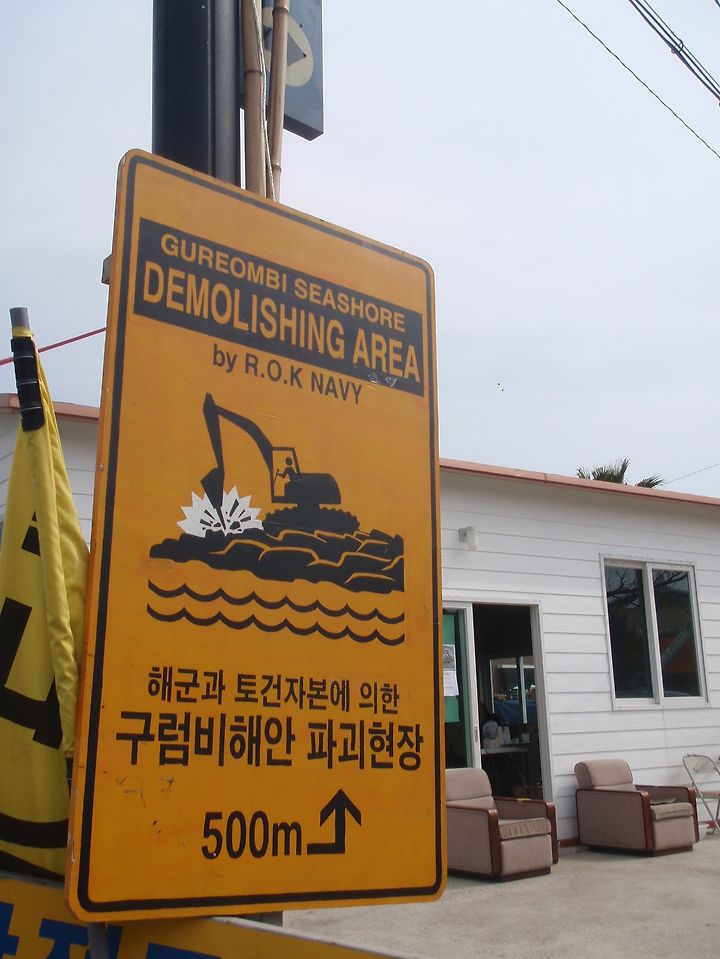 GUREOMBI SEASHORE
DEMOLISHING AREA
by R.O.K NAVY
해군과 토건자본에 의한
구럼비해안 파괴현장
500m